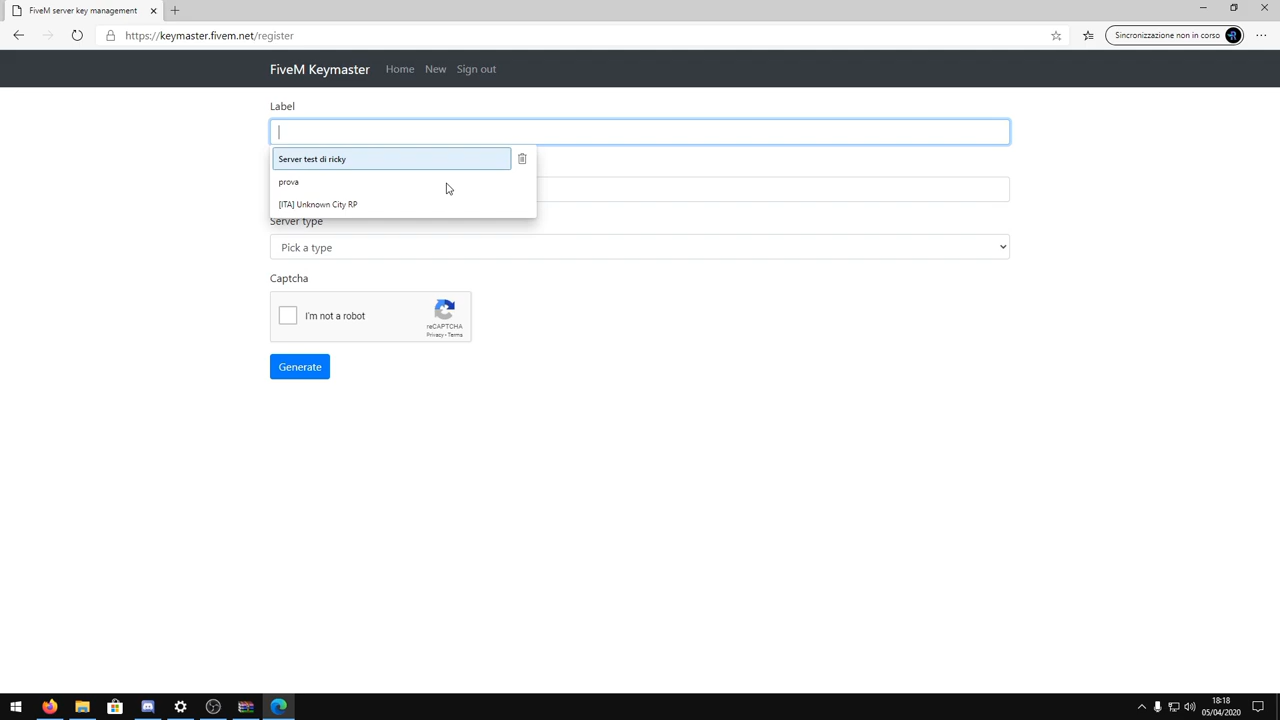 FiveM server key management
https://keymaster.fivem.net/register
Sincronizzazione non in corso
FiveM Keymaster
Home
New
Sign out
Label
Server test di ricky
prova
[ITA] Unknown City RP
Server type
Pick a type
Captcha
I'm not a robot
reCAPTCHA
Privacy - Terms
Generate
18:18
05/04/2020